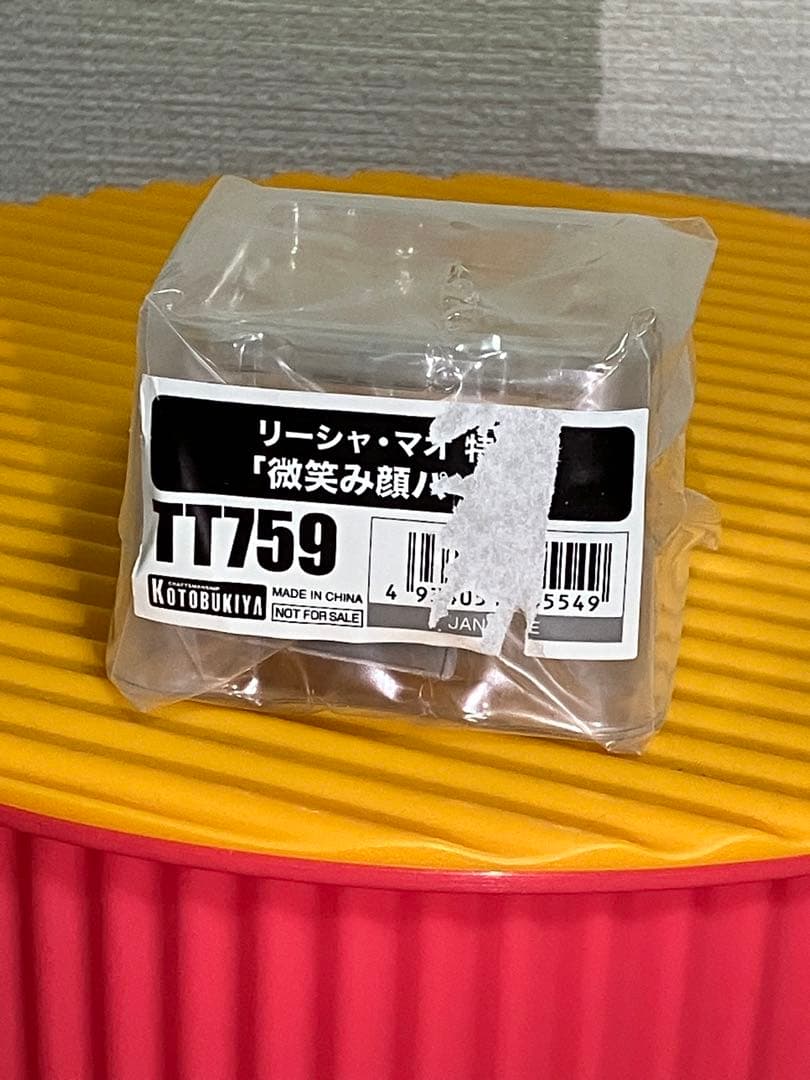 リーシャ・マオ 特
「微笑み顔パ
TT759
CRAFTSMANSHIP
KOTOBUKIYA
MADE IN CHINA
NOT FOR SALE
5549
JAN